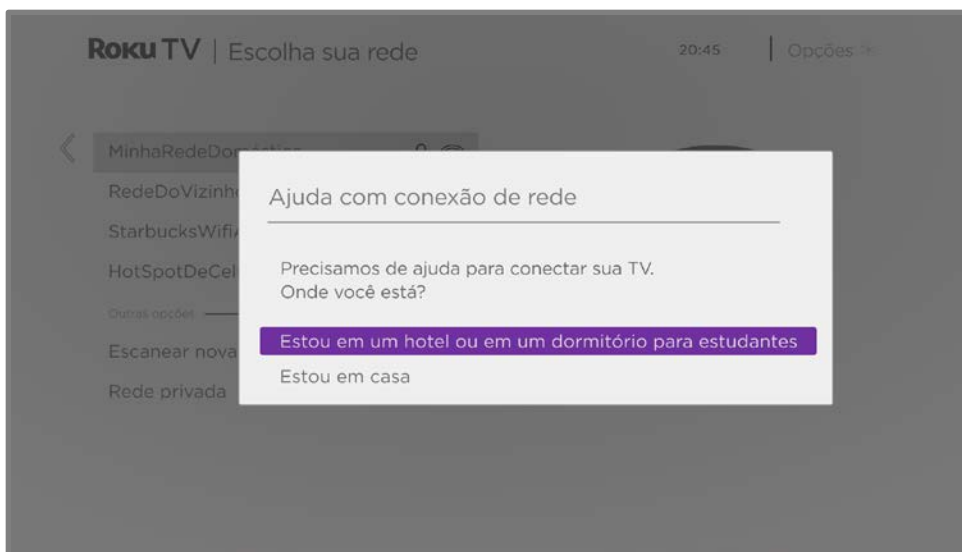 Roku TV | Escolha sua rede
20:45 | Opções
MinhaRedeDoméstica
RedeDoVizinho
StarbucksWifi
HotSpotDeCel
Outras opções
Escanear nova
Rede privada
Ajuda com conexão de rede
Precisamos de ajuda para conectar sua TV.
Onde você está?
Estou em um hotel ou em um dormitório para estudantes
Estou em casa